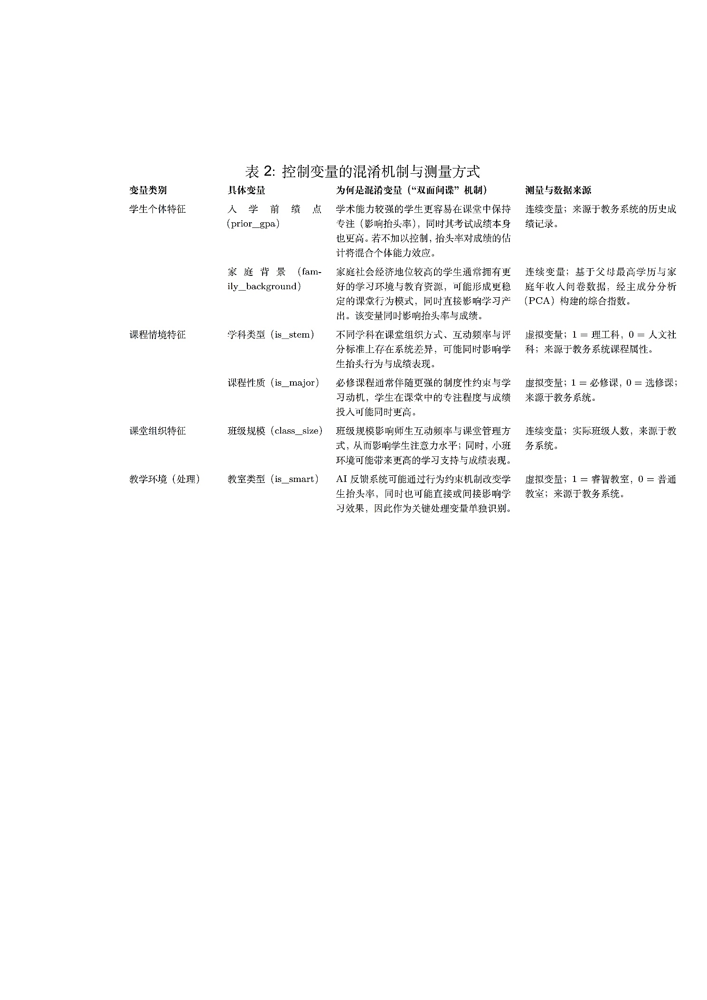 表 2: 控制变量的混淆机制与测量方式
变量类别 具体变量 为何是混淆变量（“双面间谍”机制） 测量与数据来源
学生个体特征 入学前绩点 学术能力较强的学生更容易在课堂中保持 连续变量；来源于教务系统的历史成
(prior_gpa） 专注（影响抬头率），同时其考试成绩本身 绩记录。
也更高。若不加以控制，抬头率对成绩的估
计将混合个体能力效应。
家庭背景（fam- 家庭社会经济地位较高的学生通常拥有更 连续变量；基于父母最高学历与家
ily_background） 好的学习环境与教育资源，可能形成更稳 庭年收入问卷数据，经主成分分析
定的课堂行为模式，同时直接影响学习产 （PCA）构建的综合指数。
出。该变量同时影响抬头率与成绩。
课程情境特征 学科类型（is_stem） 不同学科在课堂组织方式、互动频率与评 虚拟变量；1 = 理工科，0 = 人文社
分标准上存在系统差异，可能同时影响学 科；来源于教务系统课程属性。
生抬头行为与成绩表现。
课程性质（is_major） 必修课程通常伴随更强的制度性约束与学 虚拟变量；1 = 必修课，0 = 选修课；
习动机，学生在课堂中的专注程度与成绩 来源于教务系统。
投入可能同时更高。
课堂组织特征 班级规模（class_size） 班级规模影响师生互动频率与课堂管理方 连续变量；实际班级人数，来源于教
式，从而影响学生注意力水平；同时，小班 务系统。
环境可能带来更高的学习支持与成绩表现。
教学环境（处理） 教室类型（is_smart） AI 反馈系统可能通过行为约束机制改变学 虚拟变量；1 = 睿智教室，0 = 普通
生抬头率，同时也可能直接或间接影响学 教室；来源于教务系统。
习效果，因此作为关键处理变量单独识别。